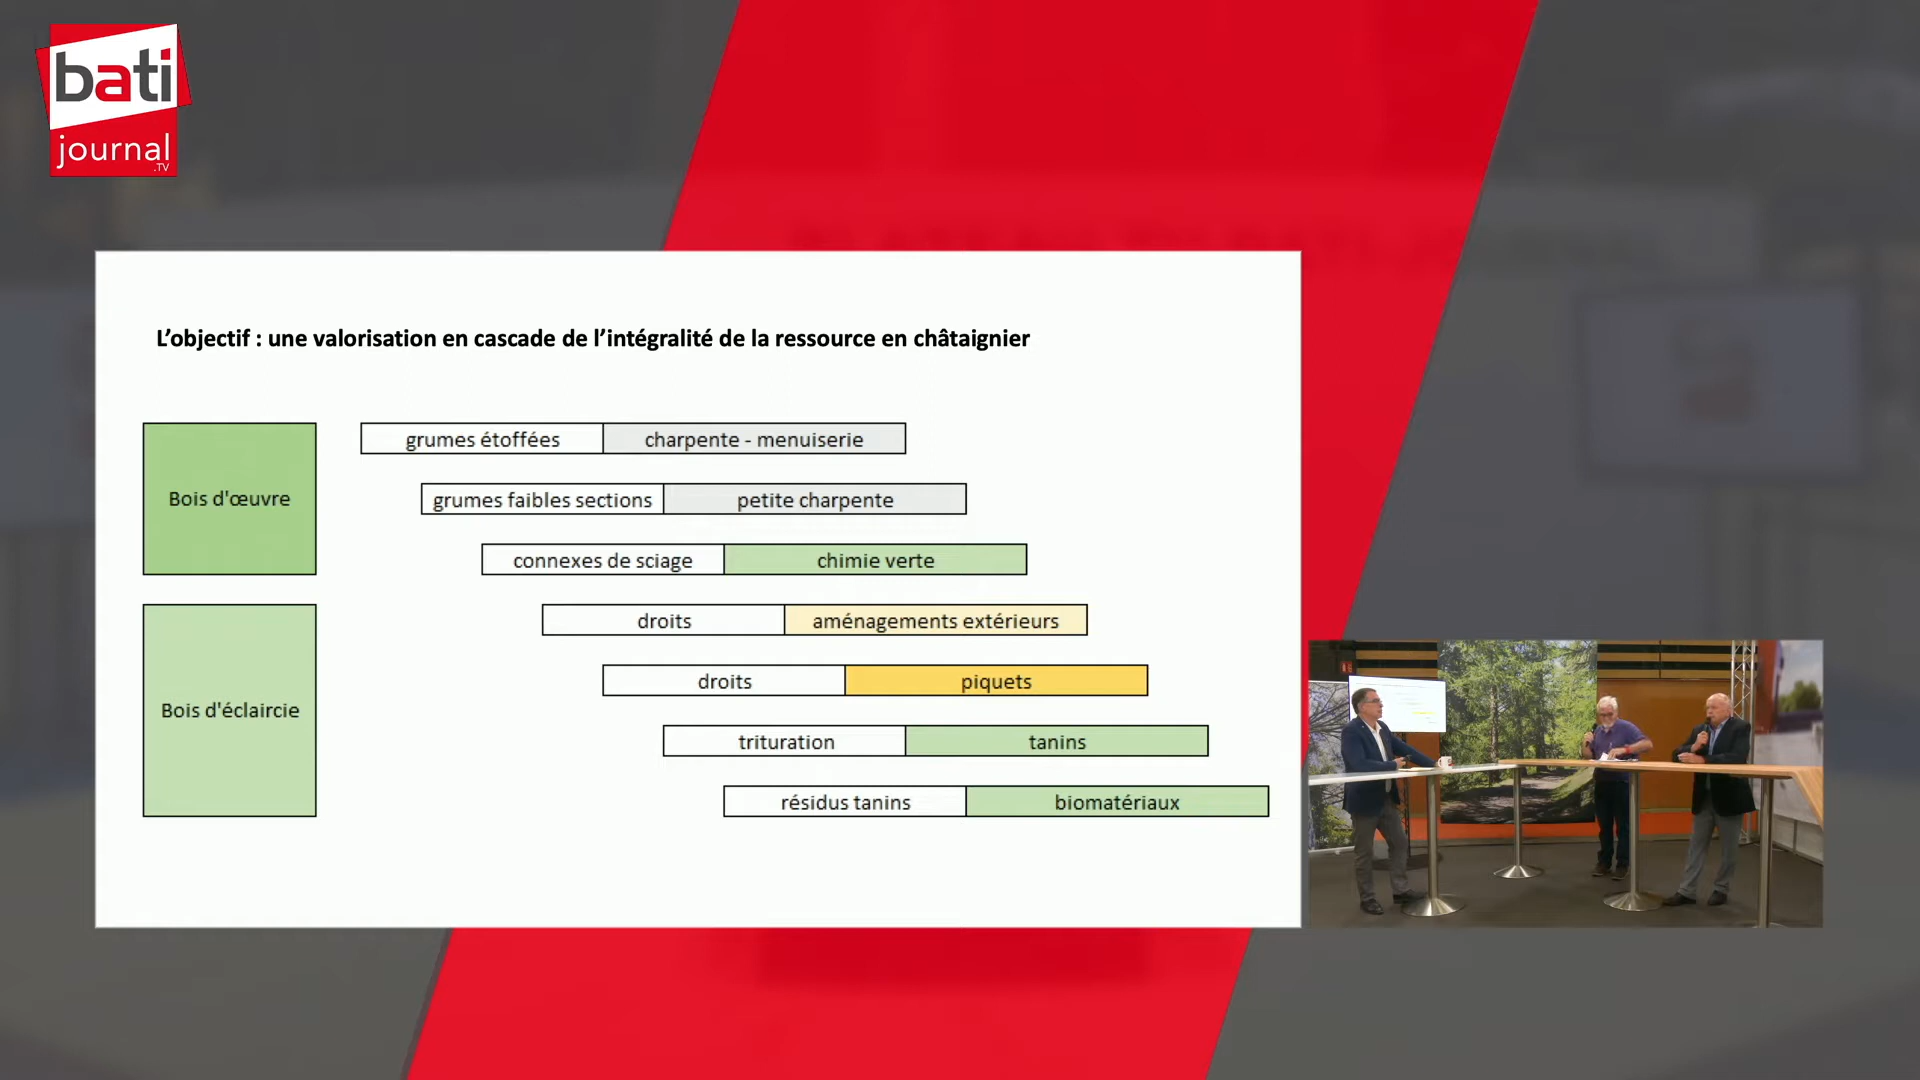 bati
journal
.TV
L’objectif : une valorisation en cascade de l’intégralité de la ressource en châtaignier
Bois d'œuvre
grumes étoffées
charpente - menuiserie
grumes faibles sections
petite charpente
connexes de sciage
chimie verte
Bois d'éclaircie
droits
aménagements extérieurs
droits
piquets
trituration
tanins
résidus tanins
biomatériaux